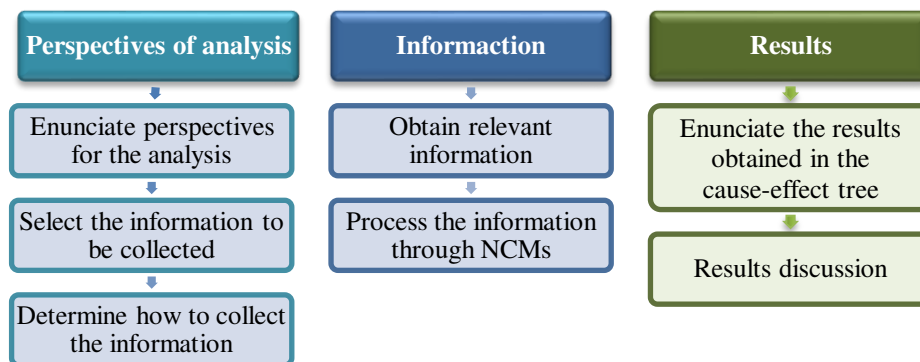 Perspectives of analysis
Enunciate perspectives
for the analysis
Select the information to
be collected
Determine how to collect
the information
Informaction
Obtain relevant
information
Process the information
through NCMs
Results
Enunciate the results
obtained in the
cause-effect tree
Results discussion